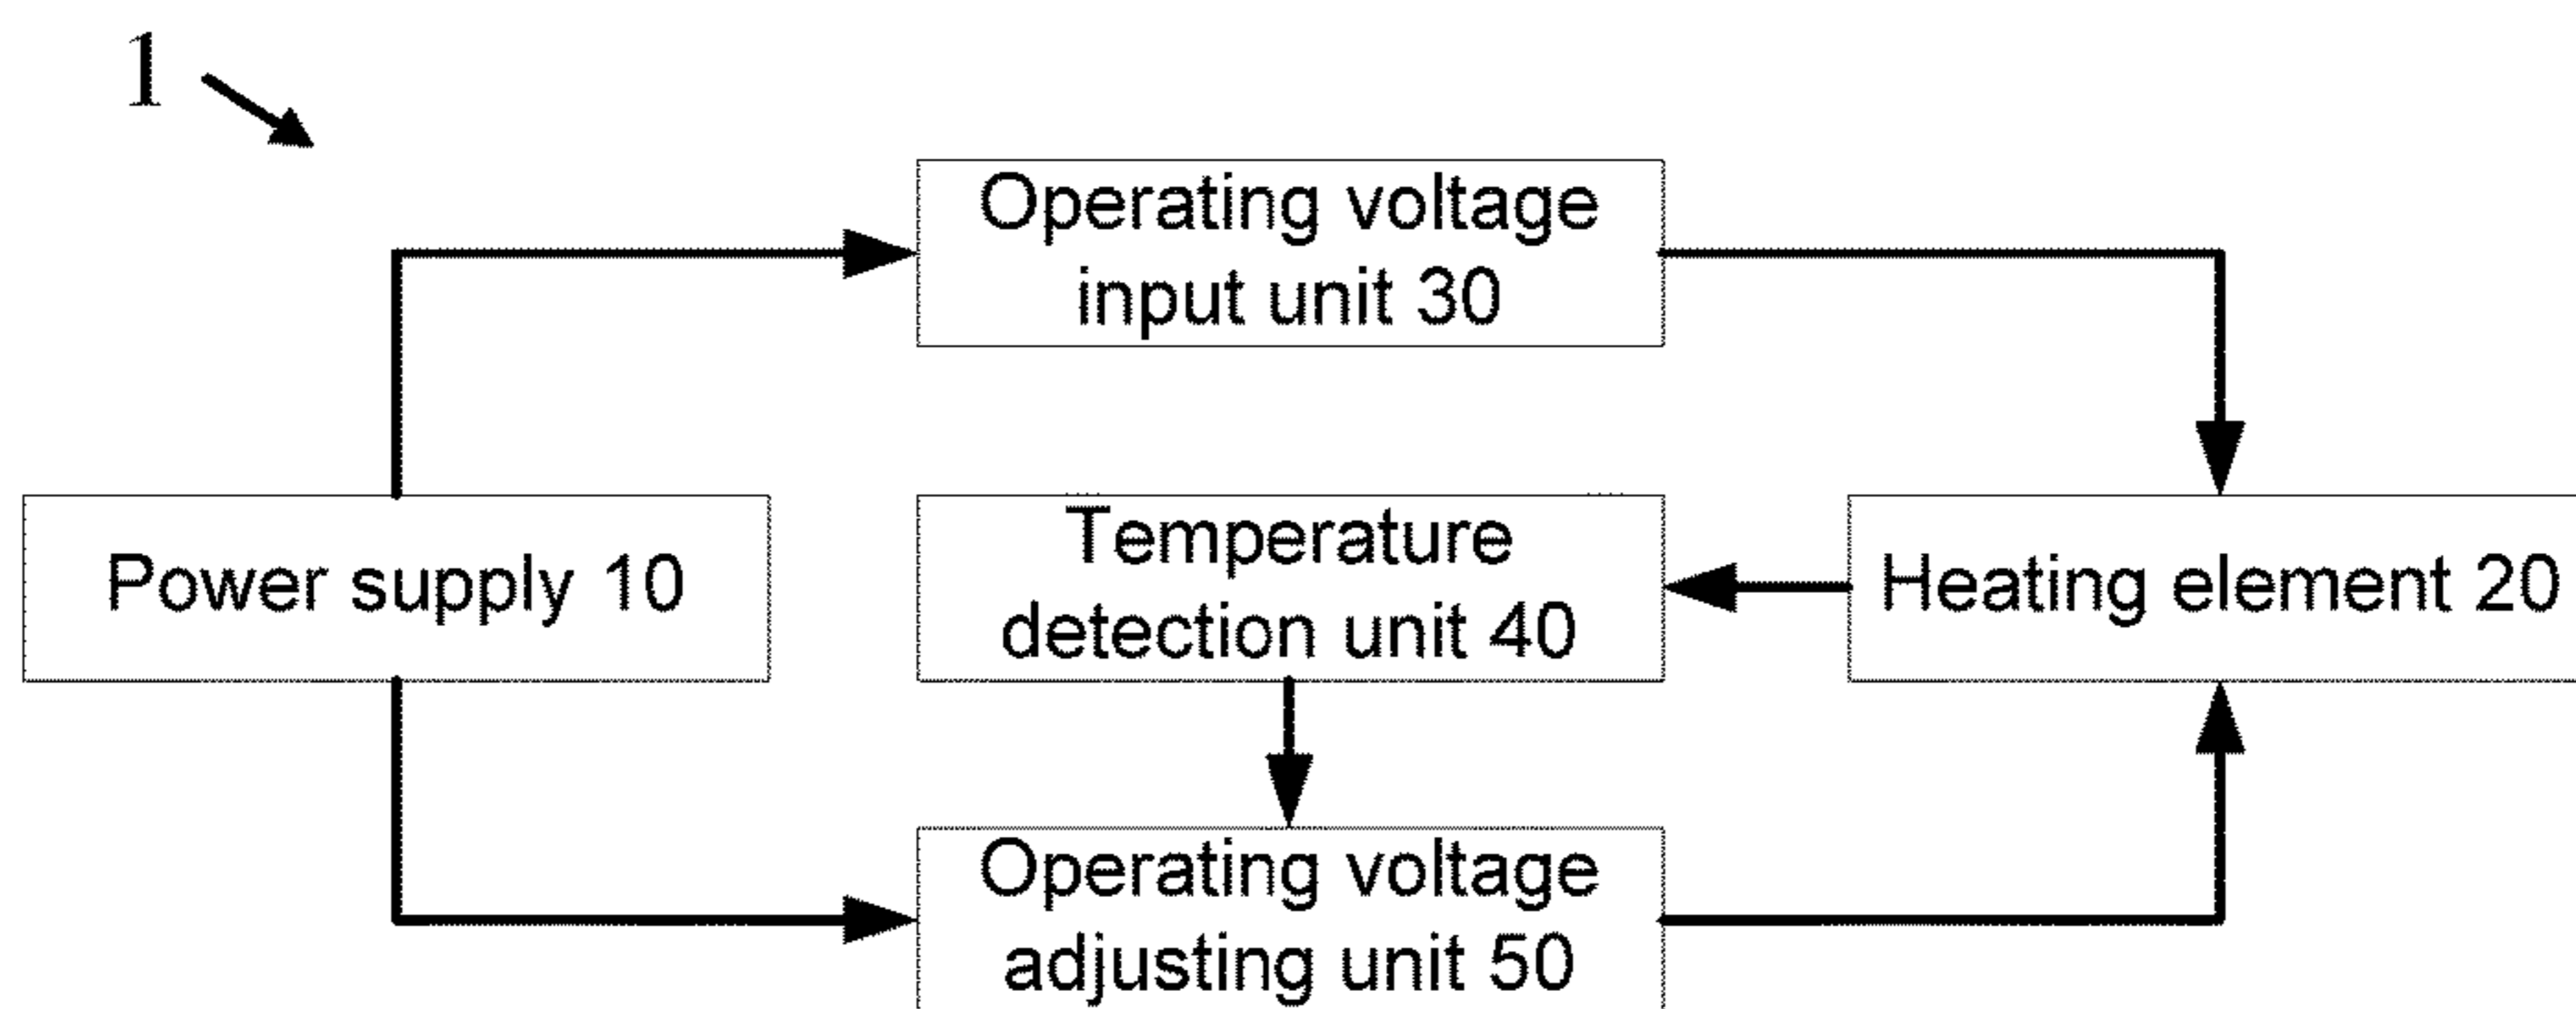 1
Operating voltage
input unit 30
Power supply 10
Temperature
detection unit 40
Heating element 20
Operating voltage
adjusting unit 50